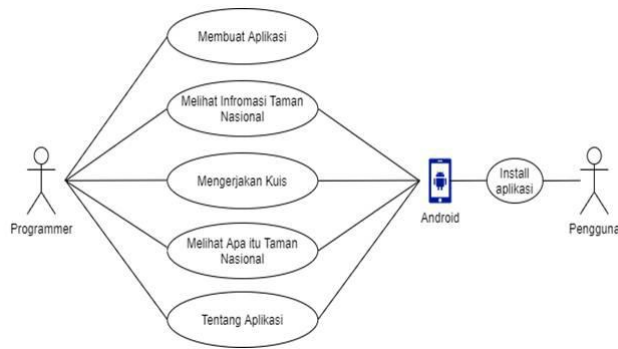 Membuat Aplikasi
Melihat Infromasi Taman
Nasional
Mengerjakan Kuis
Melihat Apa itu Taman
Nasional
Tentang Aplikasi
Programmer
Android
Install
aplikasi
Pengguna